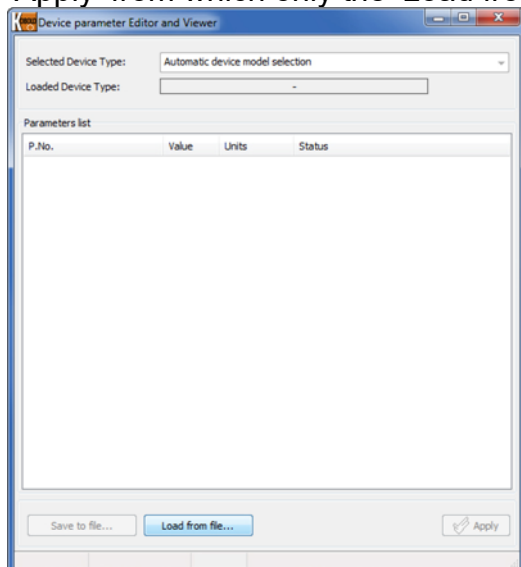 'Apply' from which only the 'Load fro
Device parameter Editor and Viewer
Selected Device Type: Automatic device model selection
Loaded Device Type: -
Parameters list
P.No. Value Units Status
Save to file... Load from file... Apply